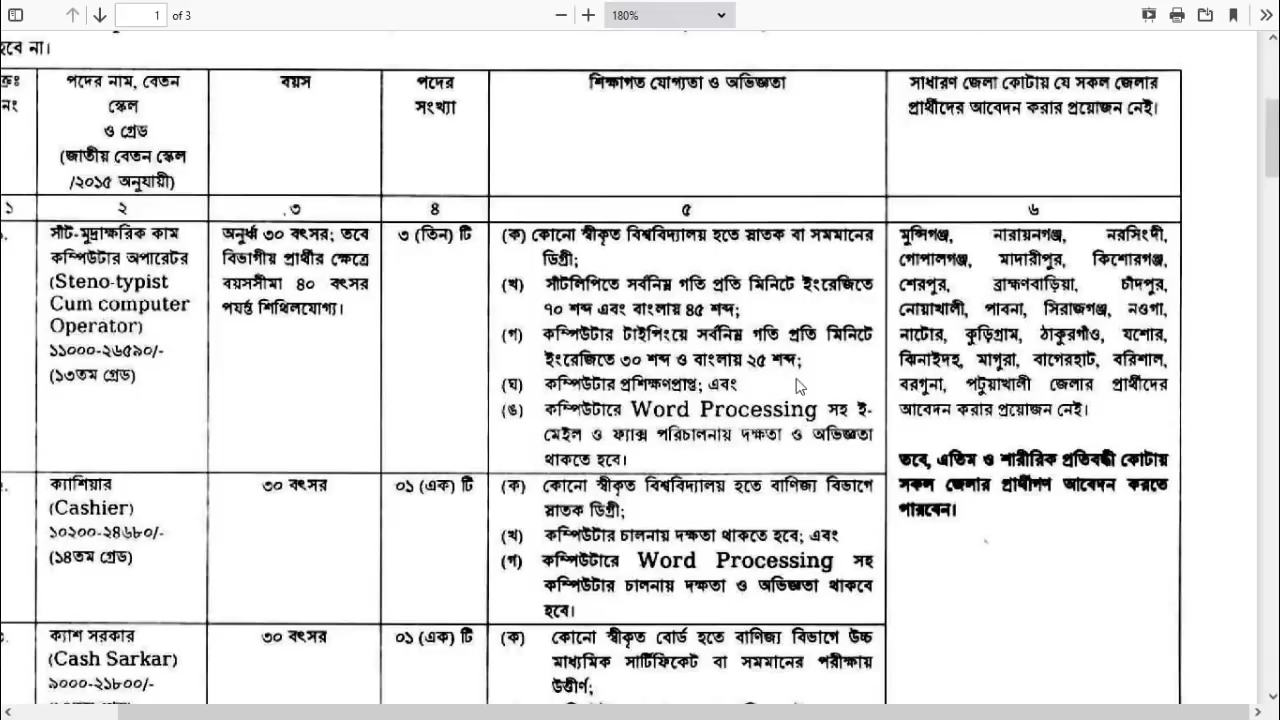 1 of 3
180%
হবে না।
ক্রঃ নং
পদের নাম, বেতন
স্কেল
ও গ্রেড
(জাতীয় বেতন স্কেল
/২০১৫ অনুযায়ী)
বয়স
পদের
সংখ্যা
শিক্ষাগত যোগ্যতা ও অভিজ্ঞতা
সাধারণ জেলা কোটায় যে সকল জেলার
প্রার্থীদের আবেদন করার প্রয়োজন নেই।
১ ২ ৩ ৪ ৫ ৬
সাঁট-মুদ্রাক্ষরিক কাম
কম্পিউটার অপারেটর
(Steno-typist
Cum computer
Operator)
১১০০০-২৬৫৯০/-
(১৩তম গ্রেড)
অনুর্ধ্ব ৩০ বৎসর; তবে
বিভাগীয় প্রার্থীর ক্ষেত্রে
বয়সসীমা ৪০ বৎসর
পযর্ন্ত শিথিলযোগ্য।
৩ (তিন) টি
(ক) কোনো স্বীকৃত বিশ্ববিদ্যালয় হতে স্নাতক বা সমমানের
ডিগ্রী;
(খ) সাঁটলিপিতে সর্বনিম্ন গতি প্রতি মিনিটে ইংরেজিতে
৭০ শব্দ এবং বাংলায় ৪৫ শব্দ;
(গ) কম্পিউটার টাইপিংয়ে সর্বনিম্ন গতি প্রতি মিনিটে
ইংরেজিতে ৩০ শব্দ ও বাংলায় ২৫ শব্দ;
(ঘ) কম্পিউটার প্রশিক্ষণপ্রাপ্ত; এবং
(ঙ) কম্পিউটারে Word Processing সহ ই-
মেইল ও ফ্যাক্স পরিচালনায় দক্ষতা ও অভিজ্ঞতা
থাকতে হবে।
মুন্সিগঞ্জ, নারায়নগঞ্জ, নরসিংদী,
গোপালগঞ্জ, মাদারীপুর, কিশোরগঞ্জ,
শেরপুর, ব্রাহ্মণবাড়িয়া, চাঁদপুর,
নোয়াখালী, পাবনা, সিরাজগঞ্জ, নওগা,
নাটোর, কুড়িগ্রাম, ঠাকুরগাঁও, যশোর,
ঝিনাইদহ, মাগুরা, বাগেরহাট, বরিশাল,
বরগুনা, পটুয়াখালী জেলার প্রার্থীদের
আবেদন করার প্রয়োজন নেই।
তবে, এতিম ও শারীরিক প্রতিবন্ধী কোটায়
সকল জেলার প্রার্থীগণ আবেদন করতে
পারবেন।
ক্যাশিয়ার
(Cashier)
১০২০০-২৪৬৮০/-
(১৪তম গ্রেড)
৩০ বৎসর
০১ (এক) টি
(ক) কোনো স্বীকৃত বিশ্ববিদ্যালয় হতে বাণিজ্য বিভাগে
স্নাতক ডিগ্রী;
(খ) কম্পিউটার চালনায় দক্ষতা থাকতে হবে; এবং
(গ) কম্পিউটারে Word Processing সহ
কম্পিউটার চালনায় দক্ষতা ও অভিজ্ঞতা থাকবে
হবে।
ক্যাশ সরকার
(Cash Sarkar)
৯০০০-২১৮০০/-
৩০ বৎসর
০১ (এক) টি
(ক) কোনো স্বীকৃত বোর্ড হতে বাণিজ্য বিভাগে উচ্চ
মাধ্যমিক সার্টিফিকেট বা সমমানের পরীক্ষায়
উত্তীর্ণ;